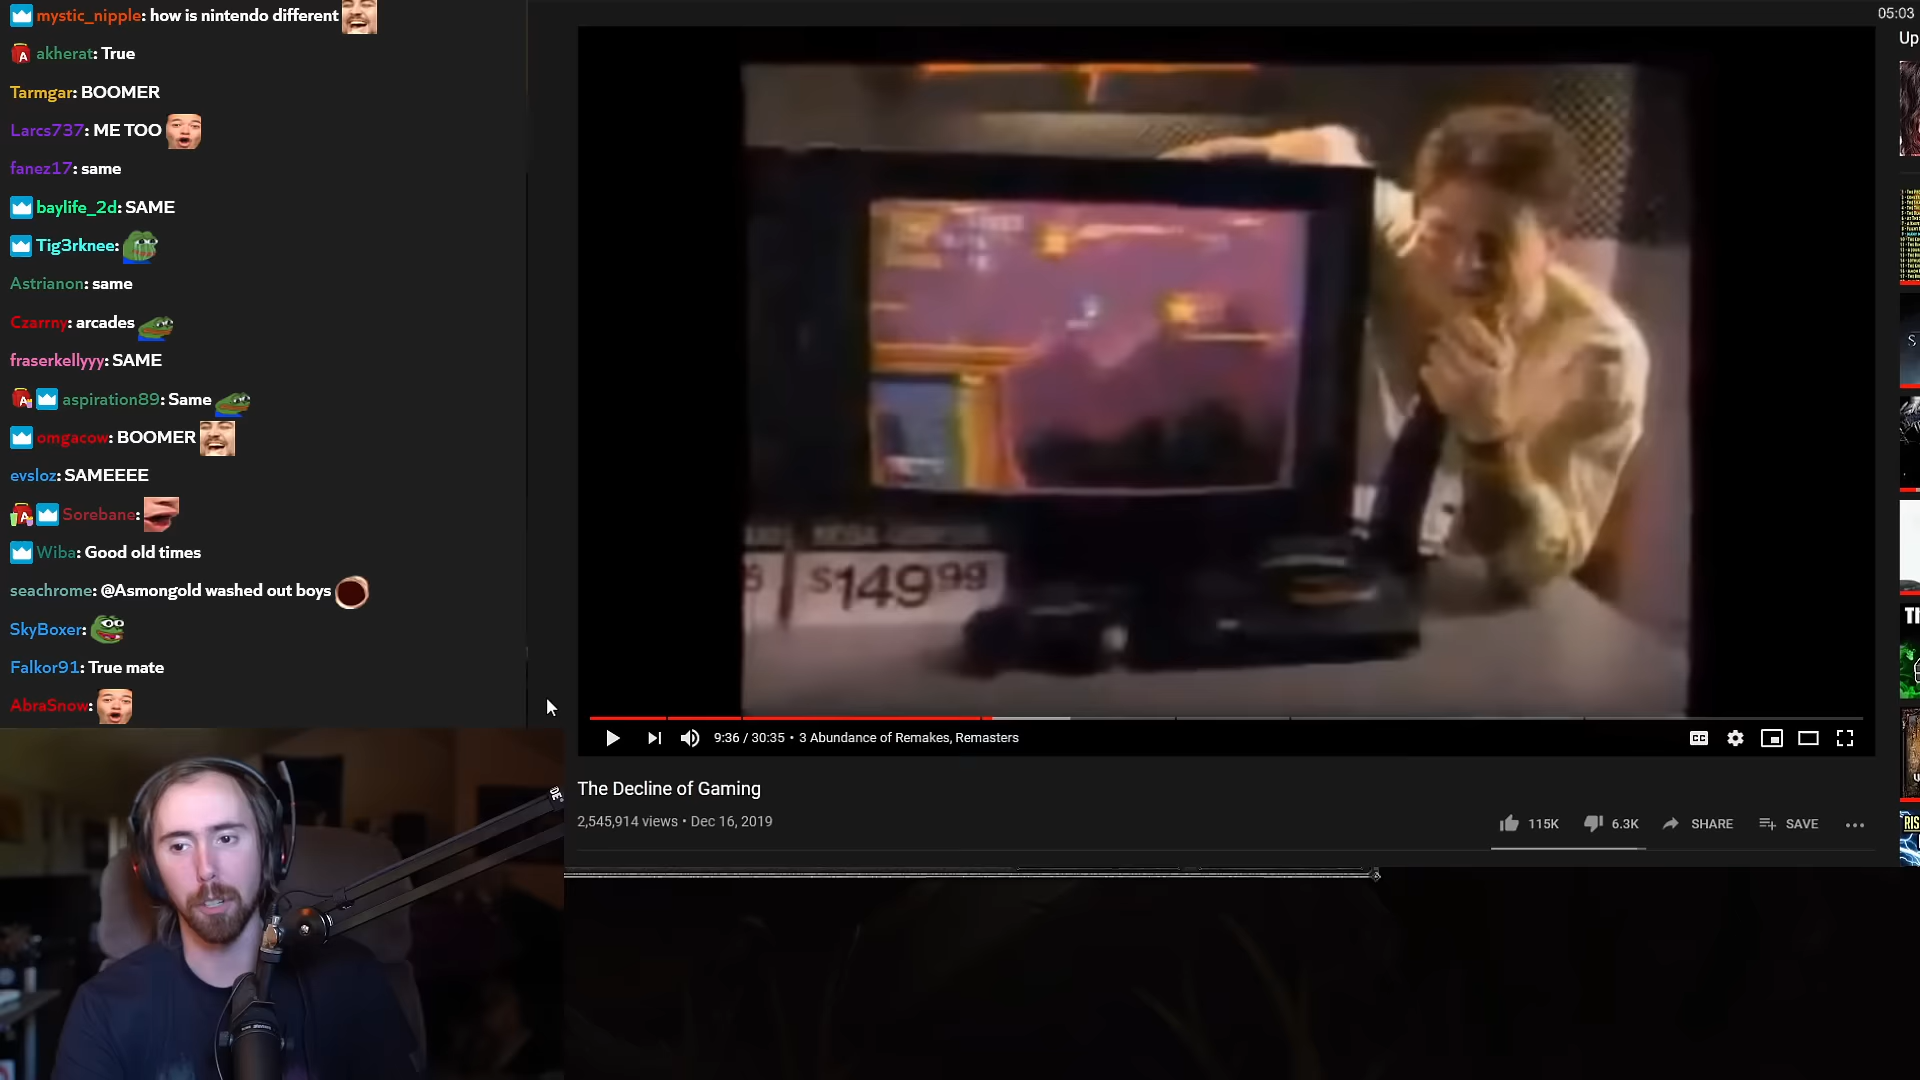 mystic_nipple: how is nintendo different
akherat: True
Tarmgar: BOOMER
Larcs737: ME TOO
fanez17: same
baylife_2d: SAME
Tig3rknee:
Astrianon: same
Czarrny: arcades
fraserkellyyy: SAME
aspiration89: Same
omgacow: BOOMER
evsloz: SAMEEEE
Sorebane:
Wiba: Good old times
seachrome: @Asmongold washed out boys
SkyBoxer:
Falkor91: True mate
AbraSnow:
05:03
Up
$149 99
9:36 / 30:35 • 3 Abundance of Remakes, Remasters
CC
The Decline of Gaming
2,545,914 views • Dec 16, 2019
115K
6.3K
SHARE
SAVE